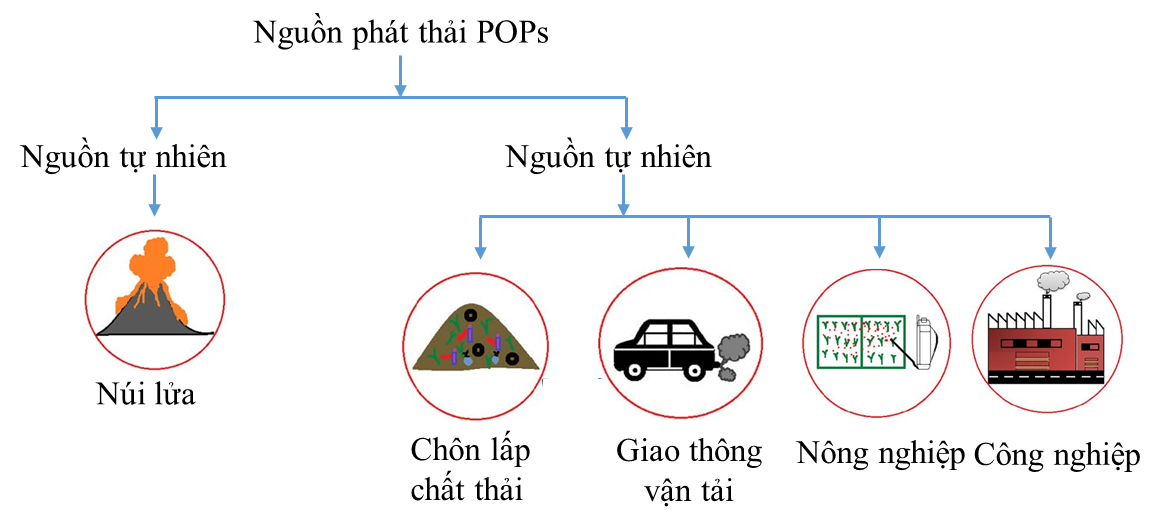 Nguồn phát thải POPs
Nguồn tự nhiên
Nguồn tự nhiên
Núi lửa
Chôn lấp
chất thải
Giao thông
vận tải
Nông nghiệp
Công nghiệp